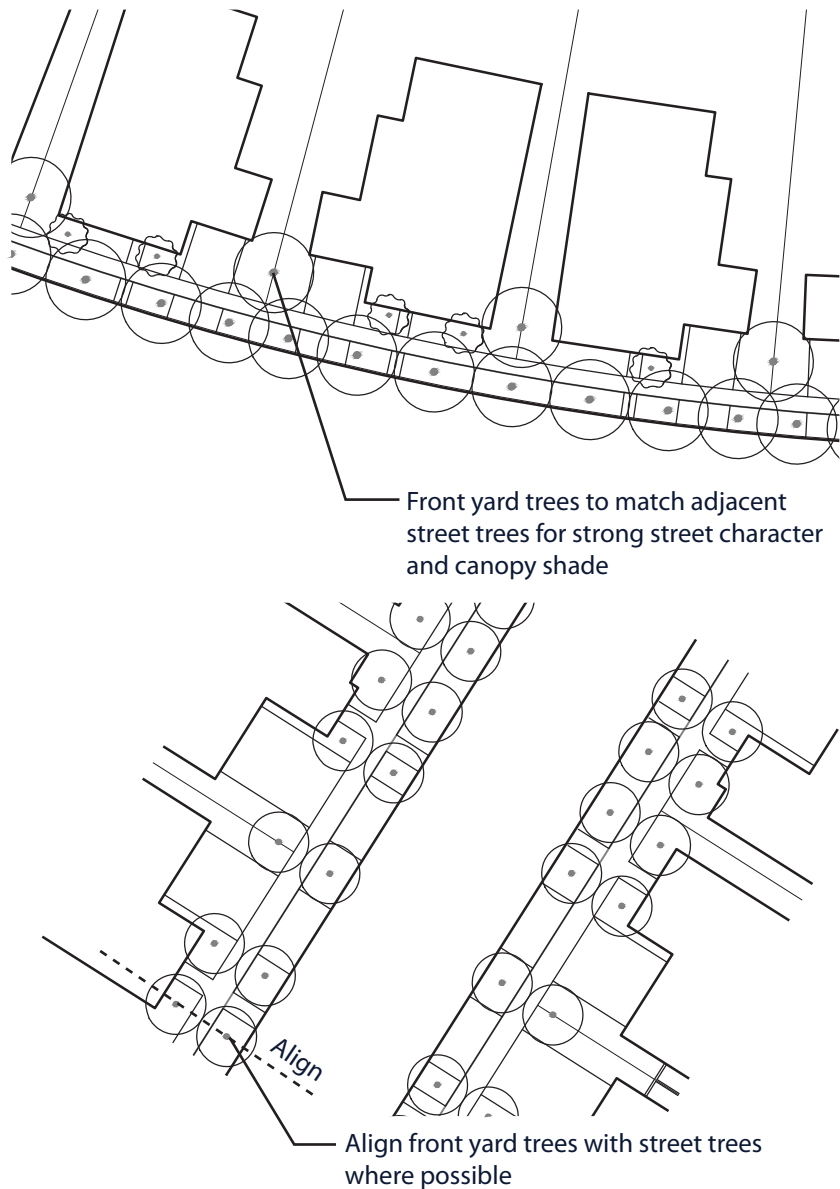 Front yard trees to match adjacent
street trees for strong street character
and canopy shade
Align
Align front yard trees with street trees
where possible